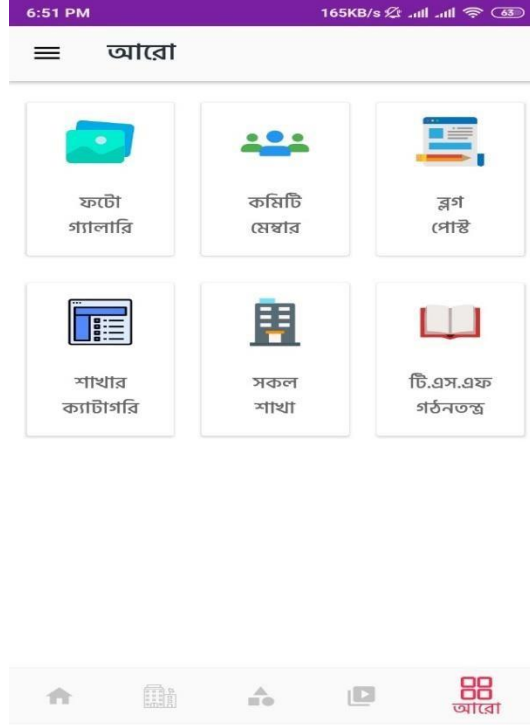 6:51 PM 165KB/s 63
আরো
ফটো
গ্যালারি
কমিটি
মেম্বার
ব্লগ
পোস্ট
শাখার
ক্যাটাগরি
সকল
শাখা
টি.এস.এফ
গঠনতন্ত্র
আরো